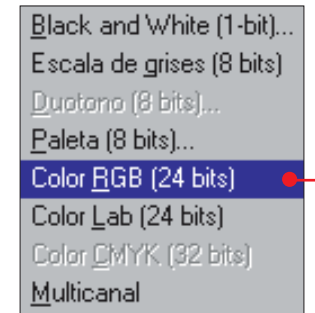 Black and White (1-bit)...
Escala de grises (8 bits)
Duotono (8 bits)...
Paleta (8 bits)...
Color RGB (24 bits)
Color Lab (24 bits)
Color CMYK (32 bits)
Multicanal